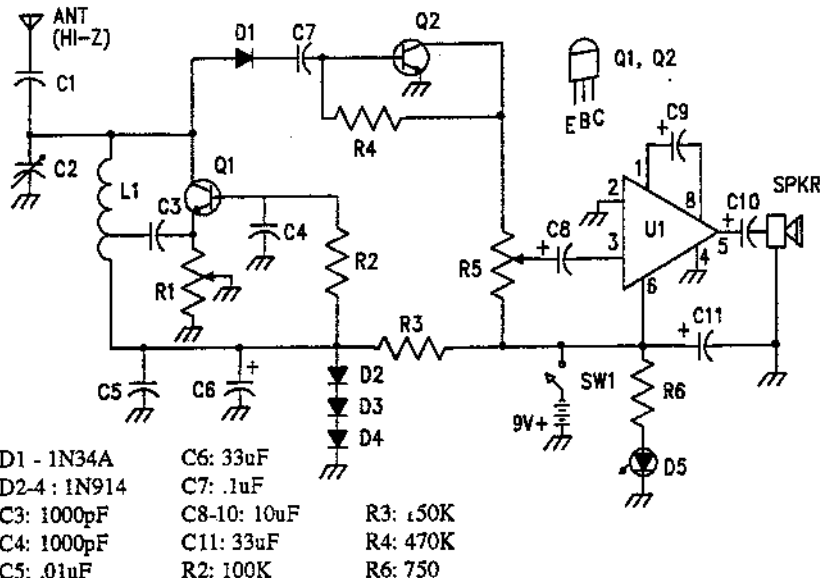 ANT
(HI-Z)
C1
C2
L1
D1
C7
Q2
R4
Q1
C3
C4
R1
R2
R3
R5
C5
C6
+
D2
D3
D4
Q1, Q2
EBC
+
C9
1
2
8
3
U1
5
4
6
+
C8
+
C10
SPKR
+
C11
SW1
9V+
R6
D5
D1 - 1N34A
D2-4 : 1N914
C3: 1000pF
C4: 1000pF
C5: .01uF
C6: 33uF
C7: .1uF
C8-10: 10uF
C11: 33uF
R2: 100K
R3:
R4: 470K
R6: 750